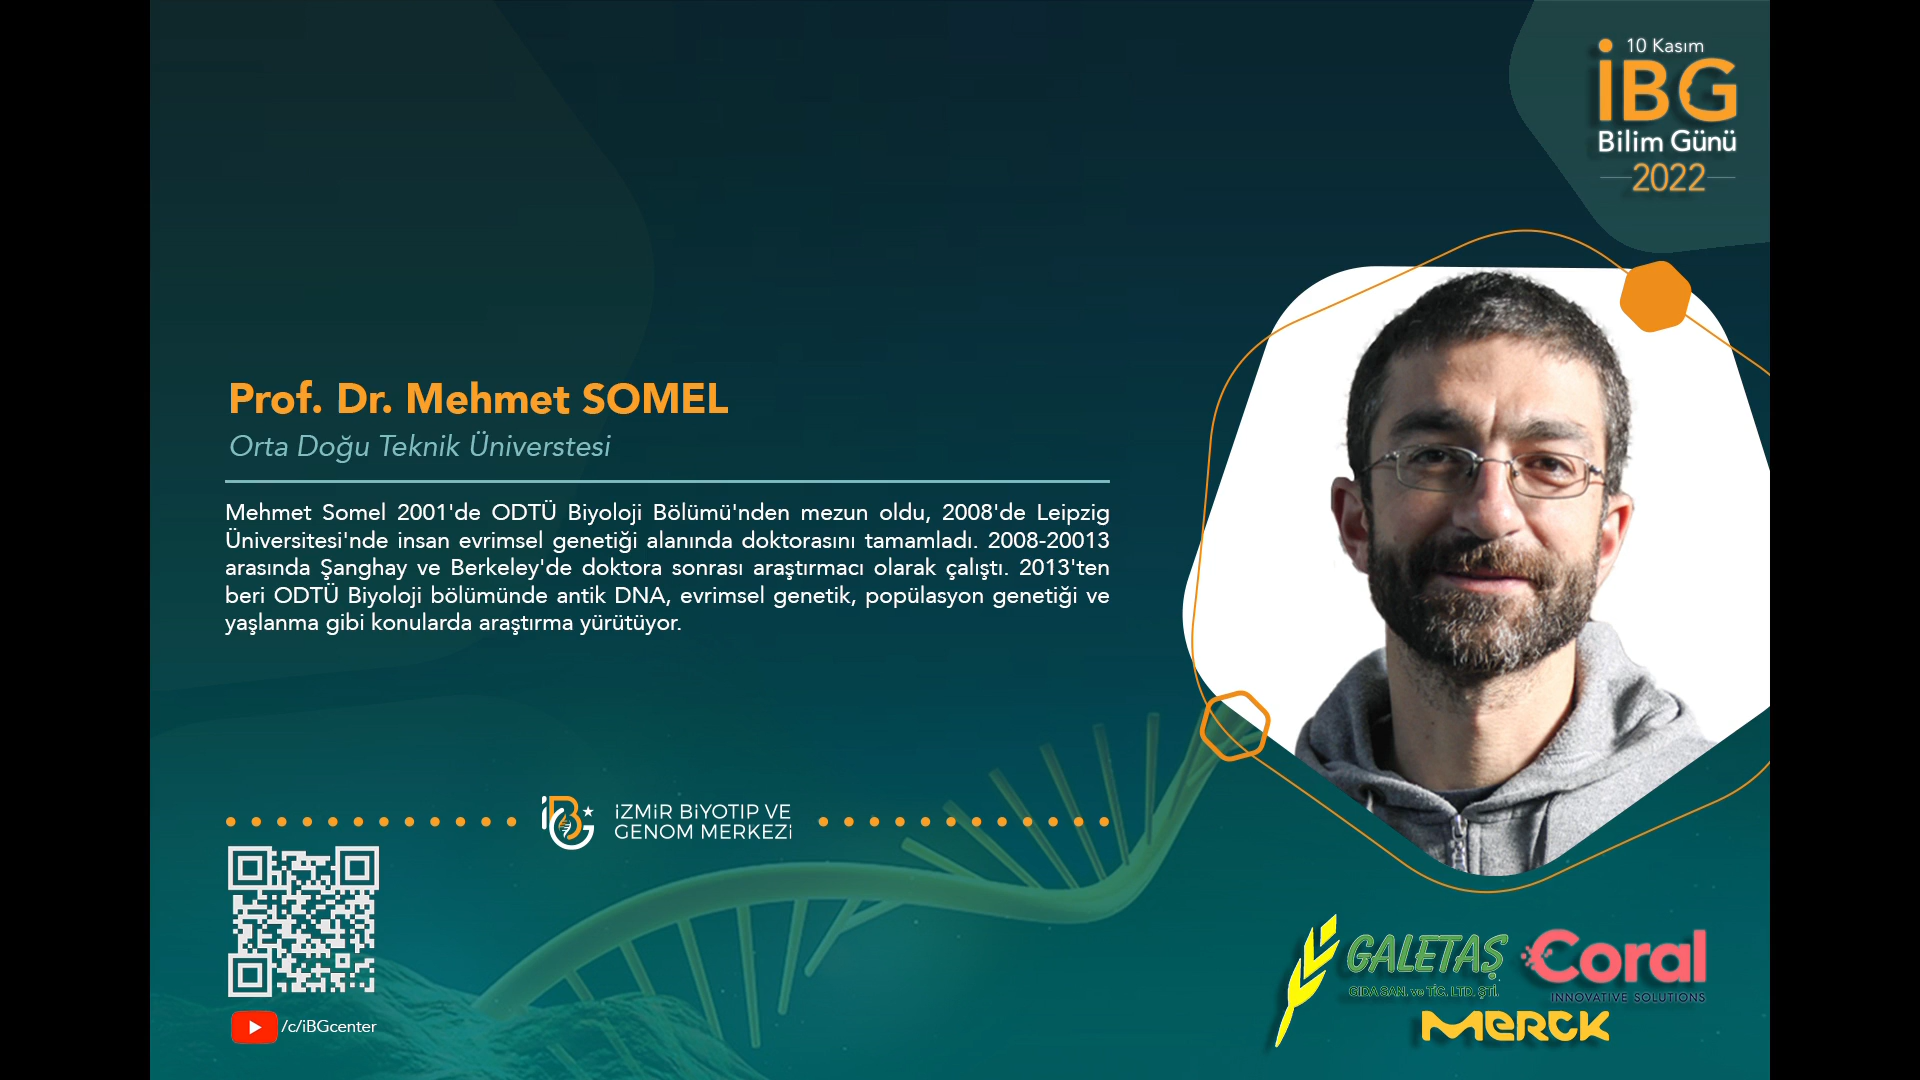 10 Kasım
iBG
Bilim Günü
2022
Prof. Dr. Mehmet SOMEL
Orta Doğu Teknik Üniverstesi
Mehmet Somel 2001'de ODTÜ Biyoloji Bölümü'nden mezun oldu, 2008'de Leipzig
Üniversitesi'nde insan evrimsel genetiği alanında doktorasını tamamladı. 2008-20013
arasında Şanghay ve Berkeley'de doktora sonrası araştırmacı olarak çalıştı. 2013'ten
beri ODTÜ Biyoloji bölümünde antik DNA, evrimsel genetik, popülasyon genetiği ve
yaşlanma gibi konularda araştırma yürütüyor.
iBG
iZMiR BiYOTIP VE
GENOM MERKEZi
/c/iBGcenter
GALETAŞ
GIDA SAN. ve TİC. LTD. ŞTİ.
Coral
INNOVATIVE SOLUTIONS
MERCK